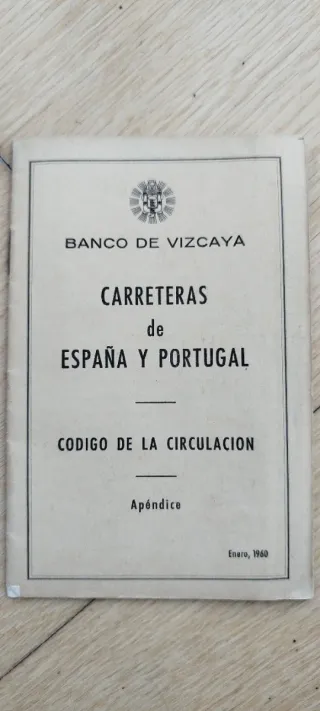 BANCO DE VIZCAYA
CARRETERAS
de
ESPAÑA Y PORTUGAL
CODIGO DE LA CIRCULACION
Apéndice
Enero, 1960